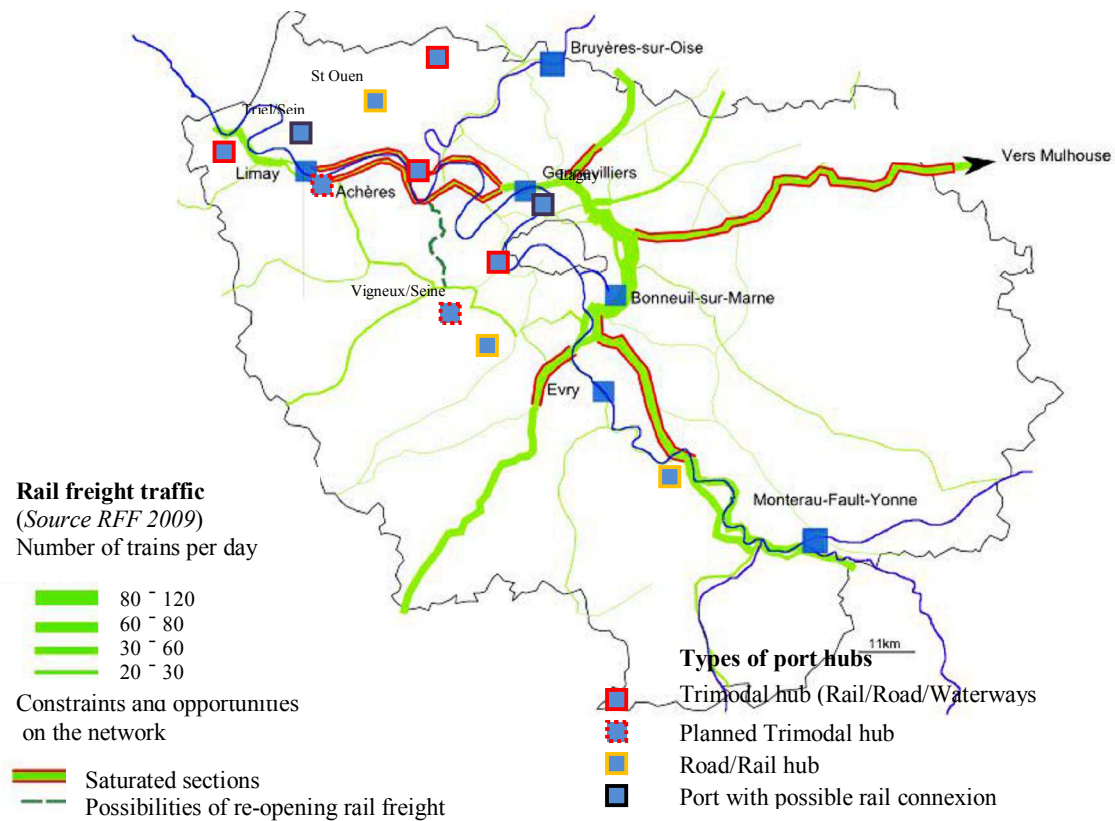 Bruyères-sur-Oise
St Ouen
Triel/Sein
Vers Mulhouse
Limay
Achères
Gennevilliers
Lagny
Vigneux/Seine
Bonneuil-sur-Marne
Evry
Monterau-Fault-Yonne
11km
Rail freight traffic
(Source RFF 2009)
Number of trains per day
80 - 120
60 - 80
30 - 60
20 - 30
Constraints and opportunities
on the network
Saturated sections
Possibilities of re-opening rail freight
Types of port hubs
Trimodal hub (Rail/Road/Waterways
Planned Trimodal hub
Road/Rail hub
Port with possible rail connexion